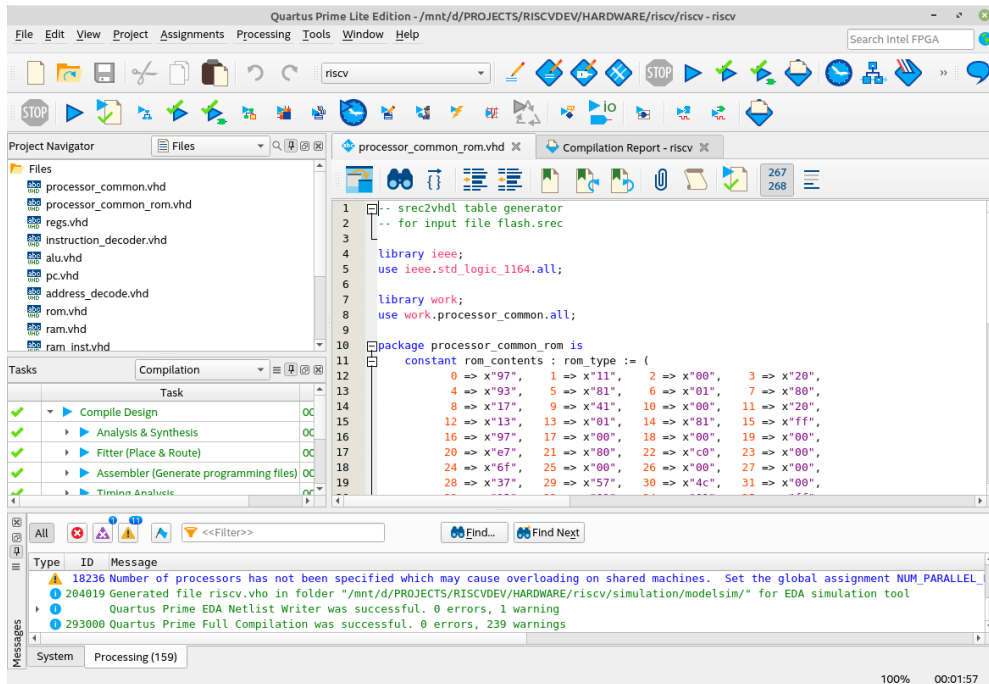 Quartus Prime Lite Edition - /mnt/d/PROJECTS/RISCVDEV/HARDWARE/riscv/riscv - riscv
File Edit View Project Assignments Processing Tools Window Help
Search Intel FPGA
riscv
STOP
STOP
io
Project Navigator
Files
processor_common_rom.vhd
Compilation Report - riscv
Files
processor_common.vhd
processor_common_rom.vhd
regs.vhd
instruction_decoder.vhd
alu.vhd
pc.vhd
address_decode.vhd
rom.vhd
ram.vhd
ram_inst.vhd
267
268
1 -- srec2vhdl table generator
2 -- for input file flash.srec
3
4 library ieee;
5 use ieee.std_logic_1164.all;
6
7 library work;
8 use work.processor_common.all;
9
10 package processor_common_rom is
11 constant rom_contents : rom_type := (
12 0 => x"97", 1 => x"11", 2 => x"00", 3 => x"20",
13 4 => x"93", 5 => x"81", 6 => x"01", 7 => x"80",
14 8 => x"17", 9 => x"41", 10 => x"00", 11 => x"20",
15 12 => x"13", 13 => x"01", 14 => x"81", 15 => x"ff",
16 16 => x"97", 17 => x"00", 18 => x"00", 19 => x"00",
17 20 => x"e7", 21 => x"80", 22 => x"c0", 23 => x"00",
18 24 => x"6f", 25 => x"00", 26 => x"00", 27 => x"00",
19 28 => x"37", 29 => x"57", 30 => x"4c", 31 => x"00",
Tasks
Compilation
Task
Compile Design 00
Analysis & Synthesis 00
Fitter (Place & Route) 00
Assembler (Generate programming files) 00
Timing Analysis
All
1
11
<<Filter>>
Find...
Find Next
Type ID Message
18236 Number of processors has not been specified which may cause overloading on shared machines. Set the global assignment NUM_PARALLEL_
204019 Generated file riscv.vho in folder "/mnt/d/PROJECTS/RISCVDEV/HARDWARE/riscv/simulation/modelsim/" for EDA simulation tool
Quartus Prime EDA Netlist Writer was successful. 0 errors, 1 warning
293000 Quartus Prime Full Compilation was successful. 0 errors, 239 warnings
Messages
System
Processing (159)
100% 00:01:57